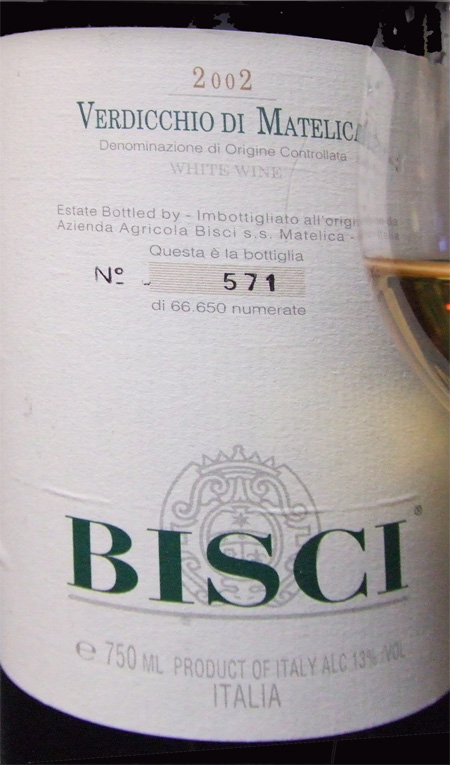 2002
VERDICCHIO DI MATELICA
Denominazione di Origine Controllata
WHITE WINE
Estate Bottled by - Imbottigliato all'origine
Azienda Agricola Bisci s.s. Matelica - Italia
Questa è la bottiglia
Nº 571
di 66.650 numerate
BISCI®
e 750 ML PRODUCT OF ITALY ALC 13% /VOL
ITALIA